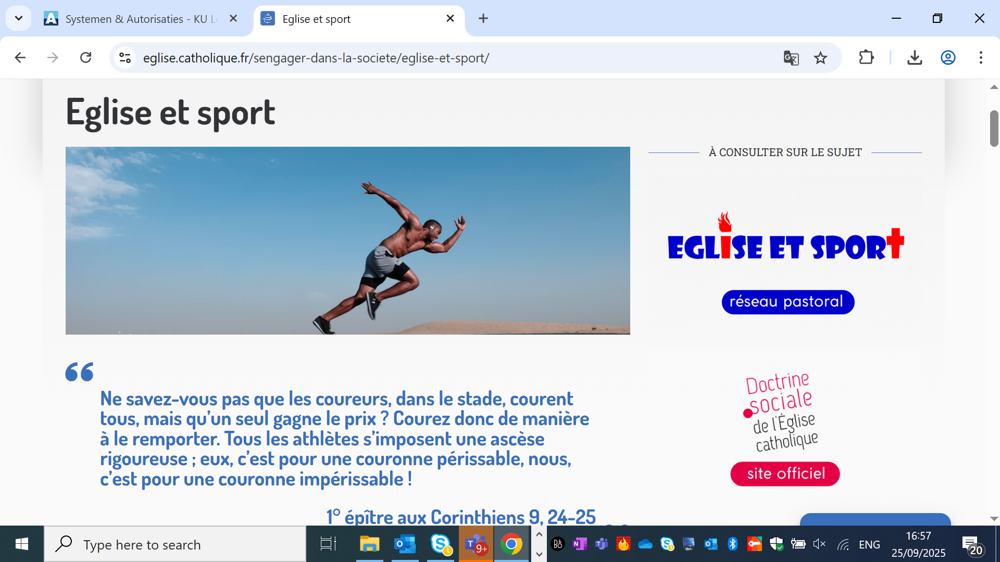 Systemen & Autorisaties - KU L
Eglise et sport
eglise.catholique.fr/sengager-dans-la-societe/eglise-et-sport/
Eglise et sport
À CONSULTER SUR LE SUJET
EGLISE ET SPORT
réseau pastoral
Ne savez-vous pas que les coureurs, dans le stade, courent
tous, mais qu’un seul gagne le prix ? Courez donc de manière
à le remporter. Tous les athlètes s’imposent une ascèse
rigoureuse ; eux, c’est pour une couronne périssable, nous,
c’est pour une couronne impérissable !
1° épître aux Corinthiens 9, 24-25
Doctrine
sociale
de l'Église
catholique
site officiel
Type here to search
9+
ENG
16:57
25/09/2025
20